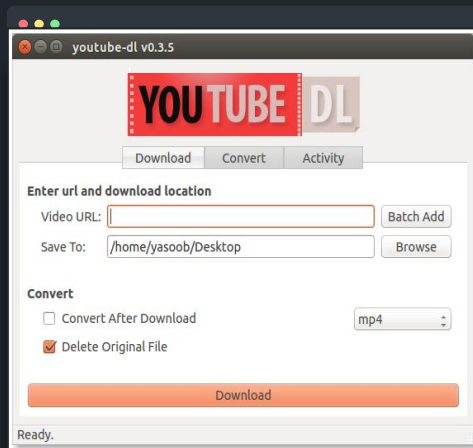 youtube-dl v0.3.5
YOUTUBE DL
Download Convert Activity
Enter url and download location
Video URL: Batch Add
Save To: /home/yasoob/Desktop Browse
Convert
Convert After Download mp4
Delete Original File
Download
Ready.